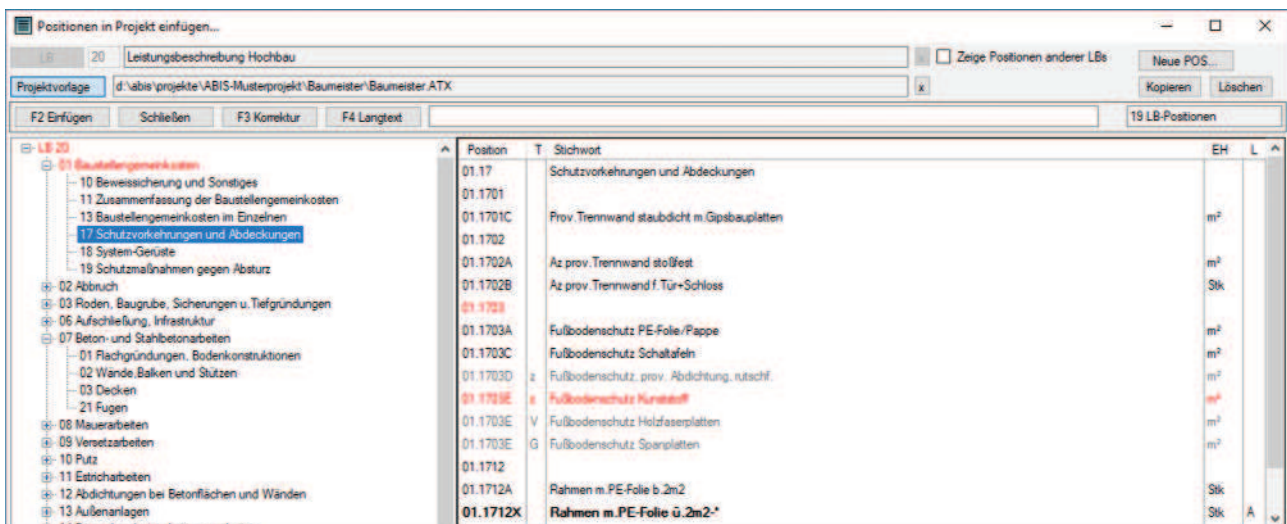 Positionen in Projekt einfügen...
LB 20 Leistungsbeschreibung Hochbau Zeige Positionen anderer LBs Neue POS...
Projektvorlage d:\abis\projekte\ABIS-Musterprojekt\Baumeister\Baumeister.ATX x Kopieren Löschen
F2 Einfügen Schließen F3 Korrektur F4 Langtext 19 LB-Positionen
LB 20
01 Baustellengemeinkosten
10 Beweissicherung und Sonstiges
11 Zusammenfassung der Baustellengemeinkosten
13 Baustellengemeinkosten im Einzelnen
17 Schutzvorkehrungen und Abdeckungen
18 System-Gerüste
19 Schutzmaßnahmen gegen Absturz
02 Abbruch
03 Roden, Baugrube, Sicherungen u.Tiefgründungen
06 Aufschließung, Infrastruktur
07 Beton- und Stahlbetonarbeiten
01 Flachgründungen, Bodenkonstruktionen
02 Wände,Balken und Stützen
03 Decken
21 Fugen
08 Mauerarbeiten
09 Versetzarbeiten
10 Putz
11 Estricharbeiten
12 Abdichtungen bei Betonflächen und Wänden
13 Außenanlagen
Position T Stichwort EH L
01.17 Schutzvorkehrungen und Abdeckungen
01.1701
01.1701C Prov.Trennwand staubdicht m.Gipsbauplatten m²
01.1702
01.1702A Az prov.Trennwand stoßfest m²
01.1702B Az prov.Trennwand f.Tür+Schloss Stk
01.1703
01.1703A Fußbodenschutz PE-Folie/Pappe m²
01.1703C Fußbodenschutz Schaltafeln m²
01.1703D z Fußbodenschutz, prov. Abdichtung, rutschf. m²
01.1703E z Fußbodenschutz Kunststoff m²
01.1703E V Fußbodenschutz Holzfaserplatten m²
01.1703E G Fußbodenschutz Spanplatten m²
01.1712
01.1712A Rahmen m.PE-Folie b.2m2 Stk
01.1712X Rahmen m.PE-Folie ü.2m2-* Stk A